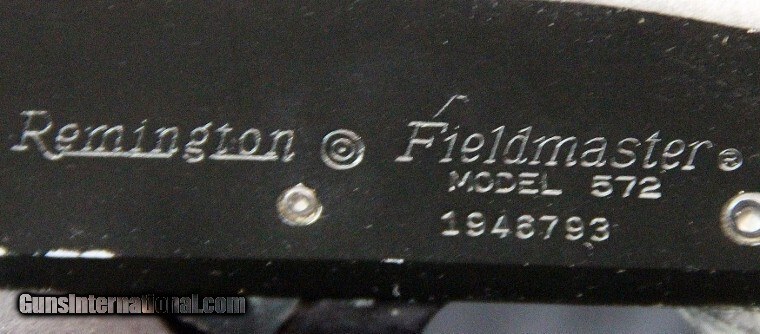 Remington ® Fieldmaster ®
MODEL 572
1946793
GunsInternational.com